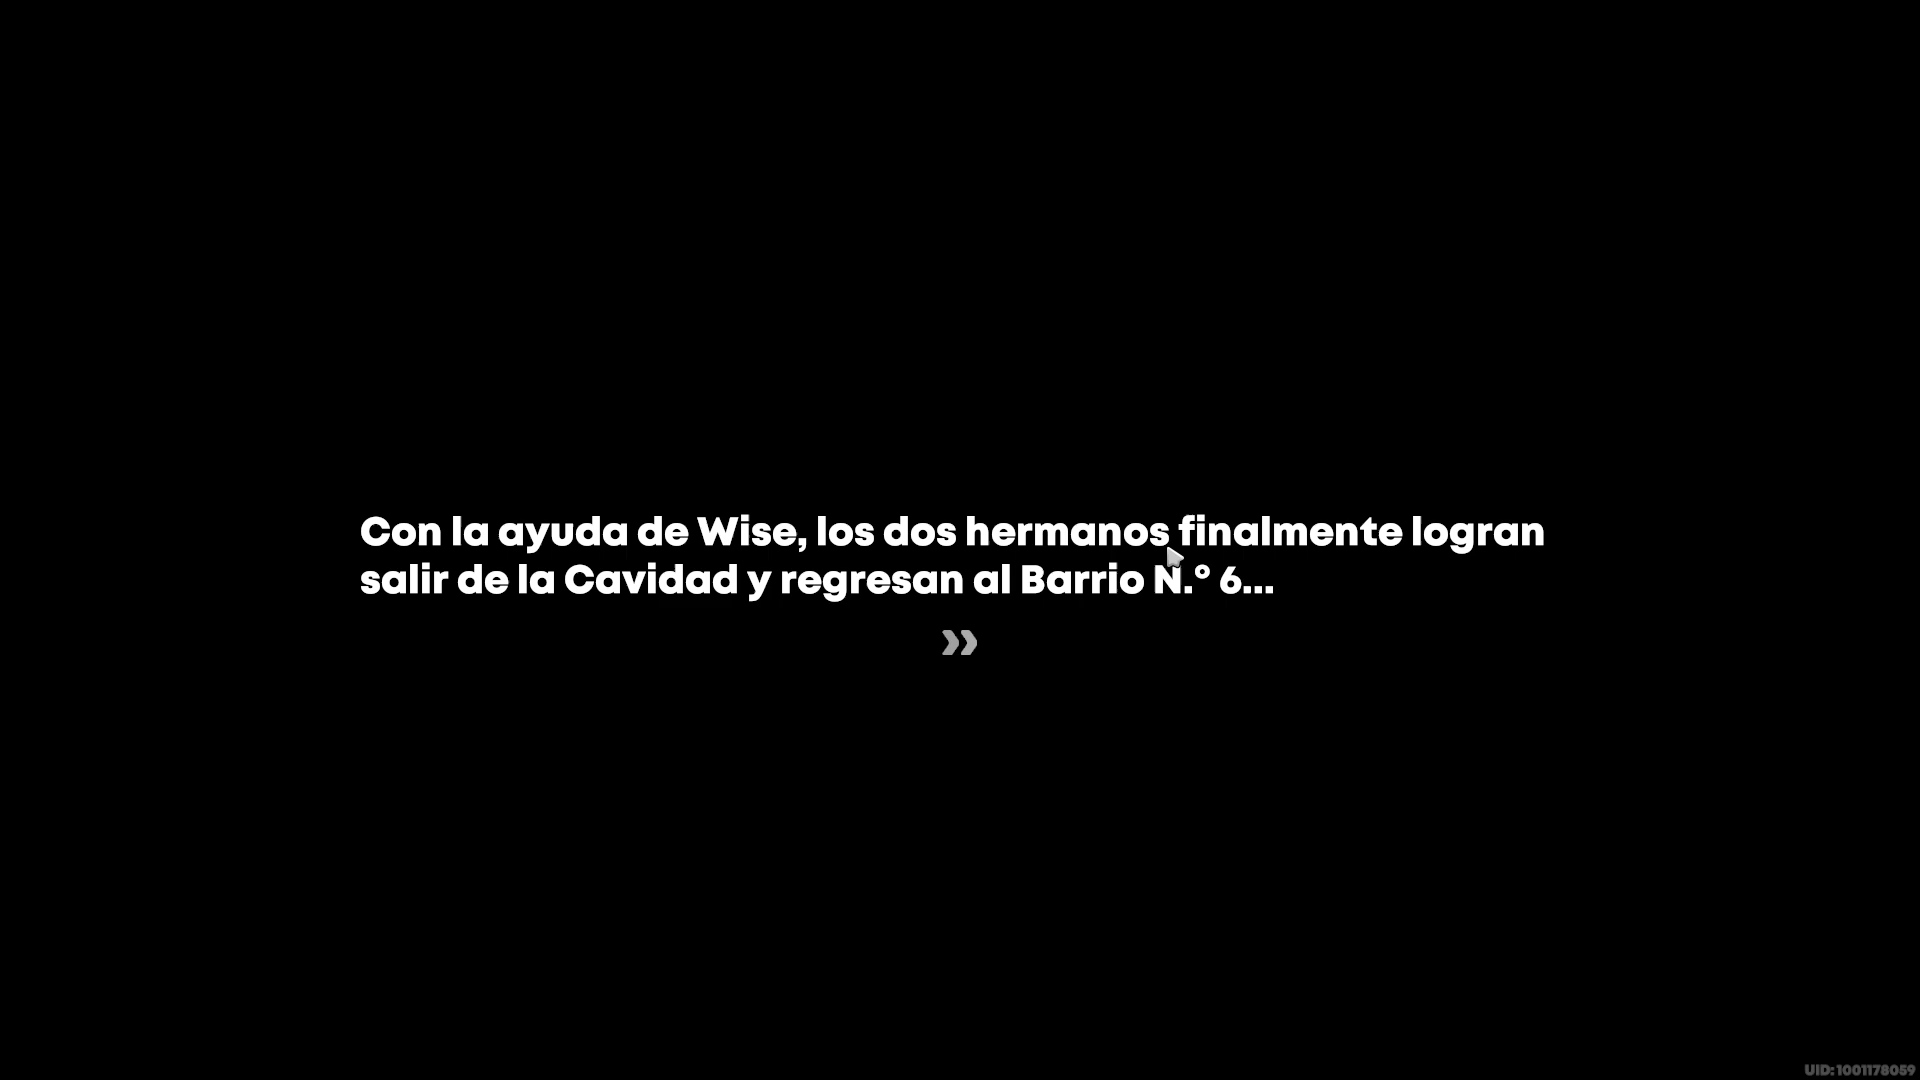 Con la ayuda de Wise, los dos hermanos finalmente logran
salir de la Cavidad y regresan al Barrio N.º 6...
UID: 1001178059